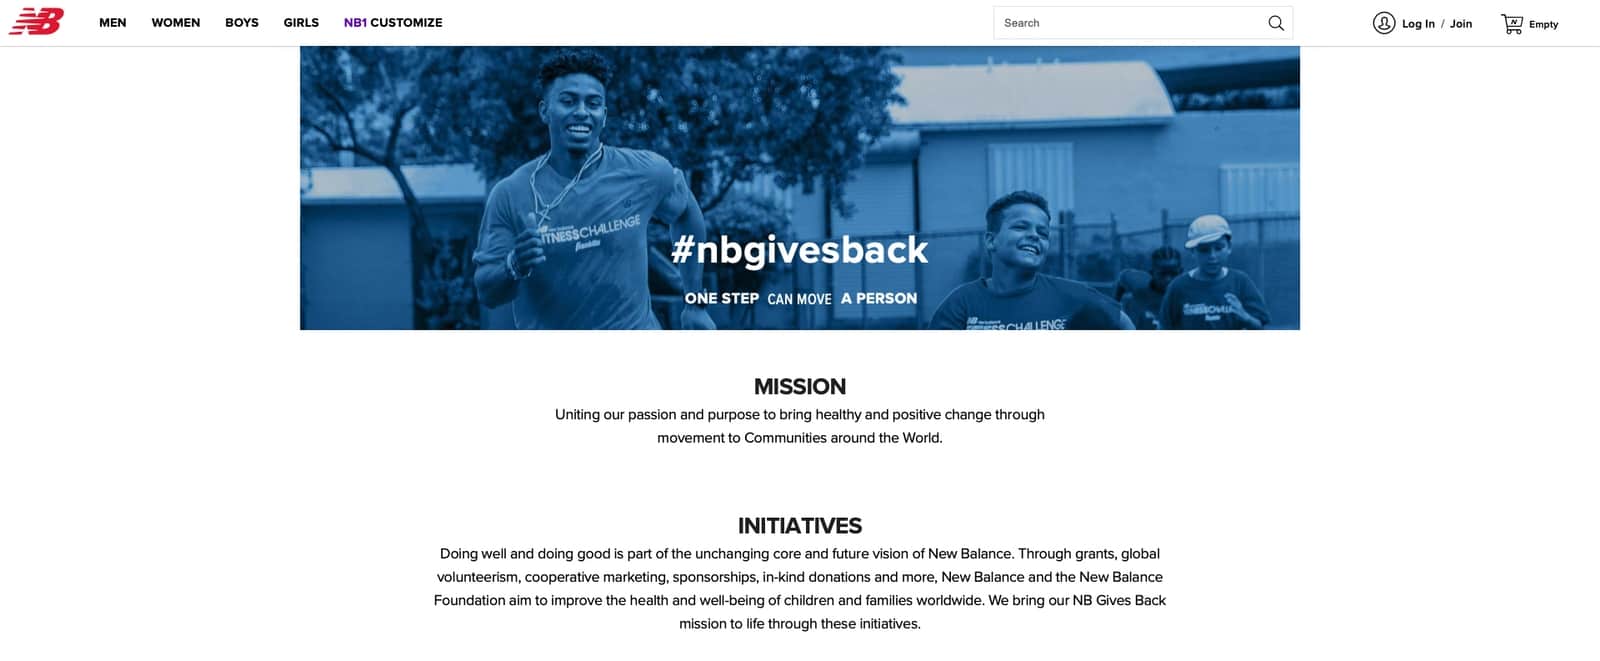 NB
MEN WOMEN BOYS GIRLS NB1 CUSTOMIZE
Search
Log In / Join
Empty
ITNESSCHALLENGE
#nbgivesback
ONE STEP CAN MOVE A PERSON
MISSION
Uniting our passion and purpose to bring healthy and positive change through
movement to Communities around the World.
INITIATIVES
Doing well and doing good is part of the unchanging core and future vision of New Balance. Through grants, global
volunteerism, cooperative marketing, sponsorships, in-kind donations and more, New Balance and the New Balance
Foundation aim to improve the health and well-being of children and families worldwide. We bring our NB Gives Back
mission to life through these initiatives.